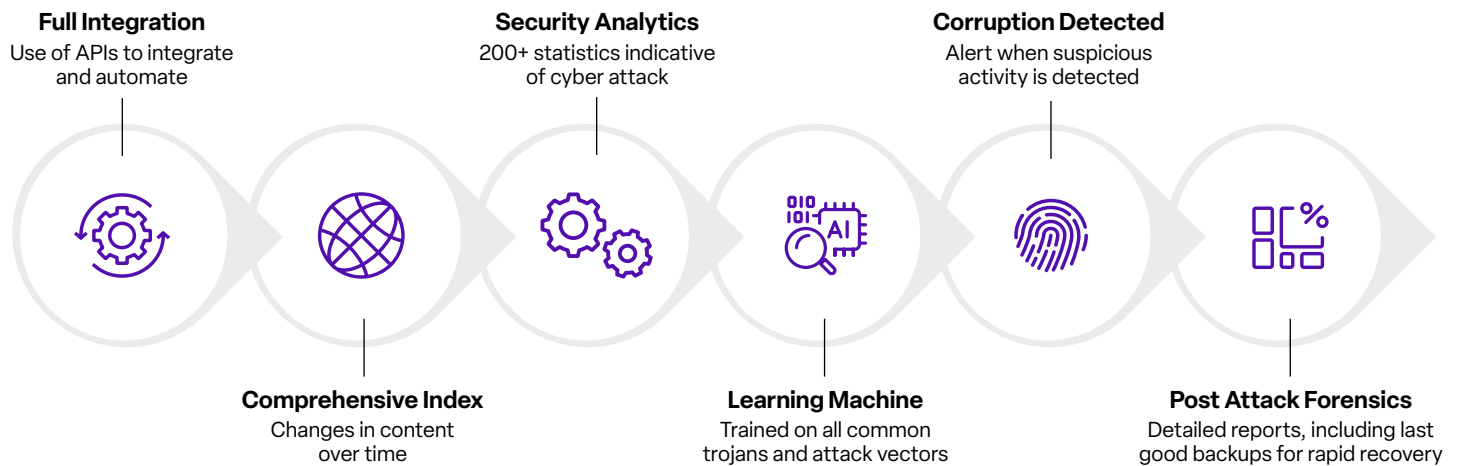 Full Integration
Use of APIs to integrate
and automate
Comprehensive Index
Changes in content
over time
Security Analytics
200+ statistics indicative
of cyber attack
010
101
AI
Learning Machine
Trained on all common
trojans and attack vectors
Corruption Detected
Alert when suspicious
activity is detected
%
Post Attack Forensics
Detailed reports, including last
good backups for rapid recovery